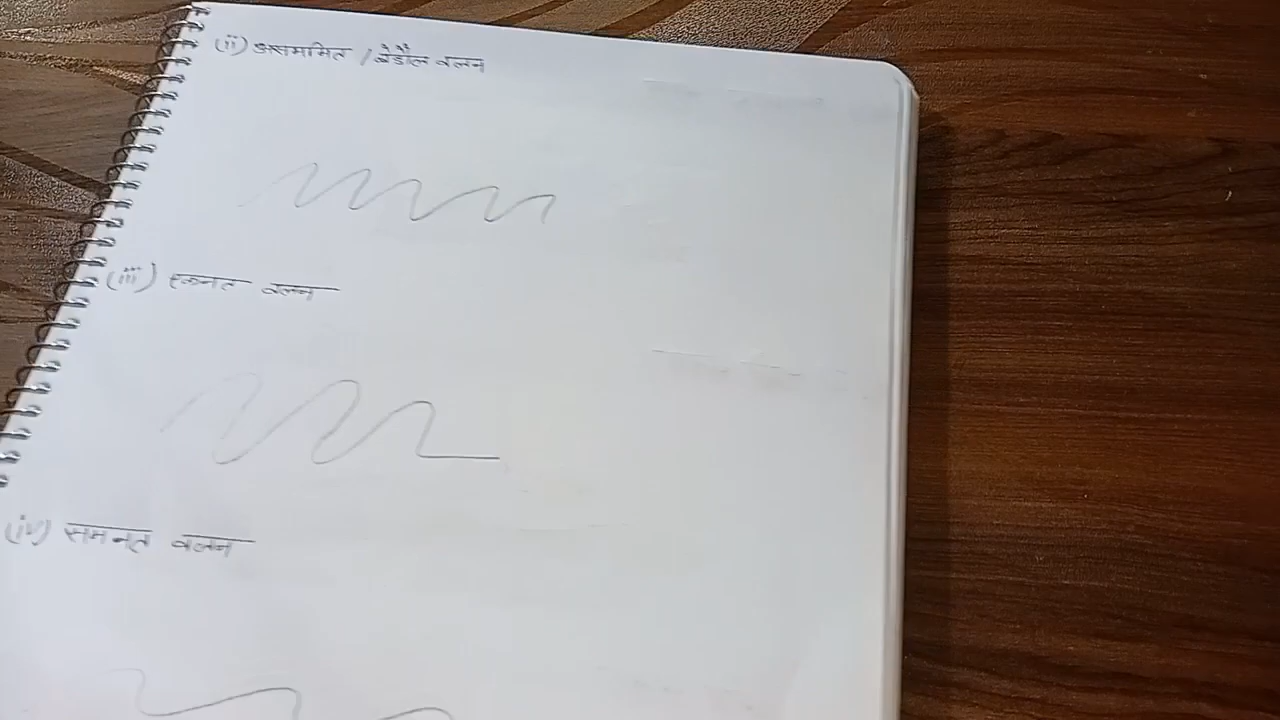 (ii) असममित / बेडौल वलन
(iii) एकनत वलन
(iv) समनत वलन